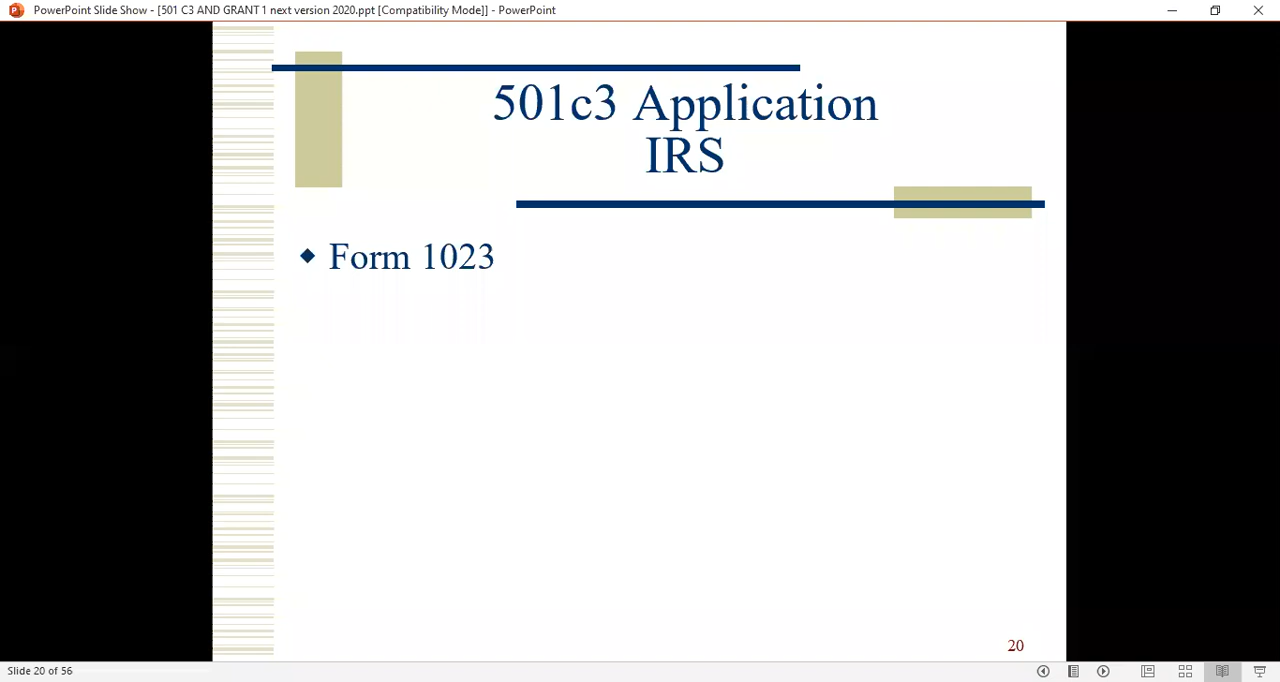 PowerPoint Slide Show - [501 C3 AND GRANT 1 next version 2020.ppt [Compatibility Mode]] - PowerPoint
501c3 Application
IRS
Form 1023
20
Slide 20 of 56